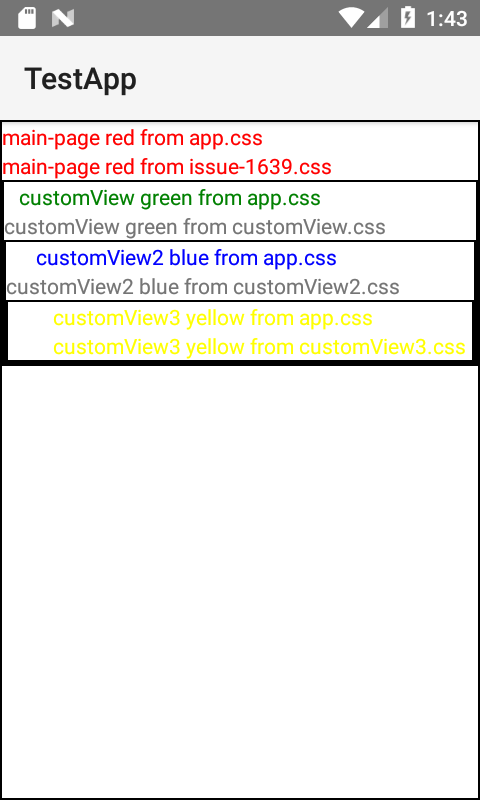 1:43
TestApp
main-page red from app.css
main-page red from issue-1639.css
customView green from app.css
customView green from customView.css
customView2 blue from app.css
customView2 blue from customView2.css
customView3 yellow from app.css
customView3 yellow from customView3.css